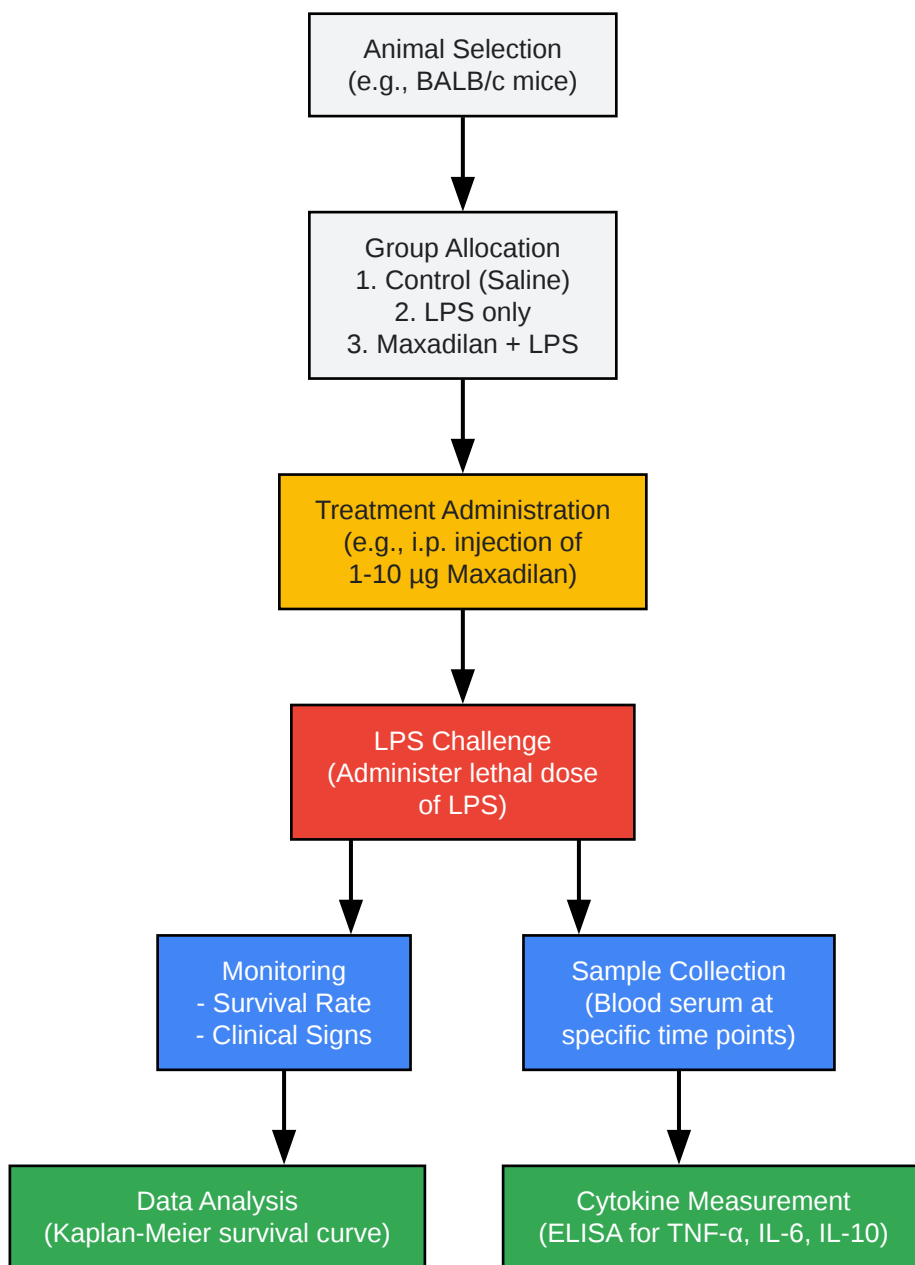 Animal Selection
(e.g., BALB/c mice)
Group Allocation
1. Control (Saline)
2. LPS only
3. Maxadilan + LPS
Treatment Administration
(e.g., i.p. injection of
1-10 µg Maxadilan)
LPS Challenge
(Administer lethal dose
of LPS)
Monitoring
- Survival Rate
- Clinical Signs
Sample Collection
(Blood serum at
specific time points)
Data Analysis
(Kaplan-Meier survival curve)
Cytokine Measurement
(ELISA for TNF-α, IL-6, IL-10)